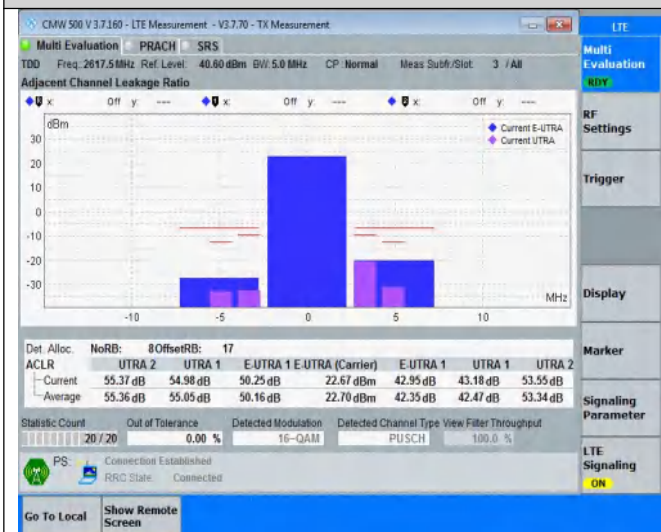 CMW 500 V 3.7.160 - LTE Measurement - V3.7.70 - TX Measurement
LTE
Multi Evaluation PRACH SRS
Multi Evaluation
RDY
TDD Freq.:2617.5 MHz Ref. Level: 40.60 dBm BW: 5.0 MHz CP: Normal Meas Subfr./Slot: 3 /All
Adjacent Channel Leakage Ratio
x: Off y: --- x: Off y: --- x: Off y: ---
RF Settings
dBm
Current E-UTRA
Current UTRA
30
20
10
0
-10
-20
-30
MHz
-10 -5 0 5 10
Trigger
Display
Marker
Det. Alloc. NoRB: 8 OffsetRB: 17
ACLR UTRA 2 UTRA 1 E-UTRA 1 E-UTRA (Carrier) E-UTRA 1 UTRA 1 UTRA 2
Current 55.37 dB 54.98 dB 50.25 dB 22.67 dBm 42.95 dB 43.18 dB 53.55 dB
Average 55.36 dB 55.05 dB 50.16 dB 22.70 dBm 42.35 dB 42.47 dB 53.34 dB
Signaling Parameter
Statistic Count Out of Tolerance Detected Modulation Detected Channel Type View Filter Throughput
20 / 20 0.00 % 16-QAM PUSCH 100.0 %
PS: Connection Established
RRC State: Connected
LTE Signaling
ON
Go To Local
Show Remote Screen